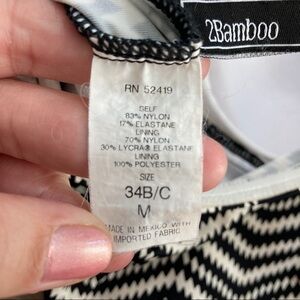 2Bamboo
RN 52419
SELF
83% NYLON
17% ELASTANE
LINING
70% NYLON
30% LYCRA® ELASTANE
LINING
100% POLYESTER
SIZE
34B/C
M
MADE IN MEXICO WITH
IMPORTED FABRIC